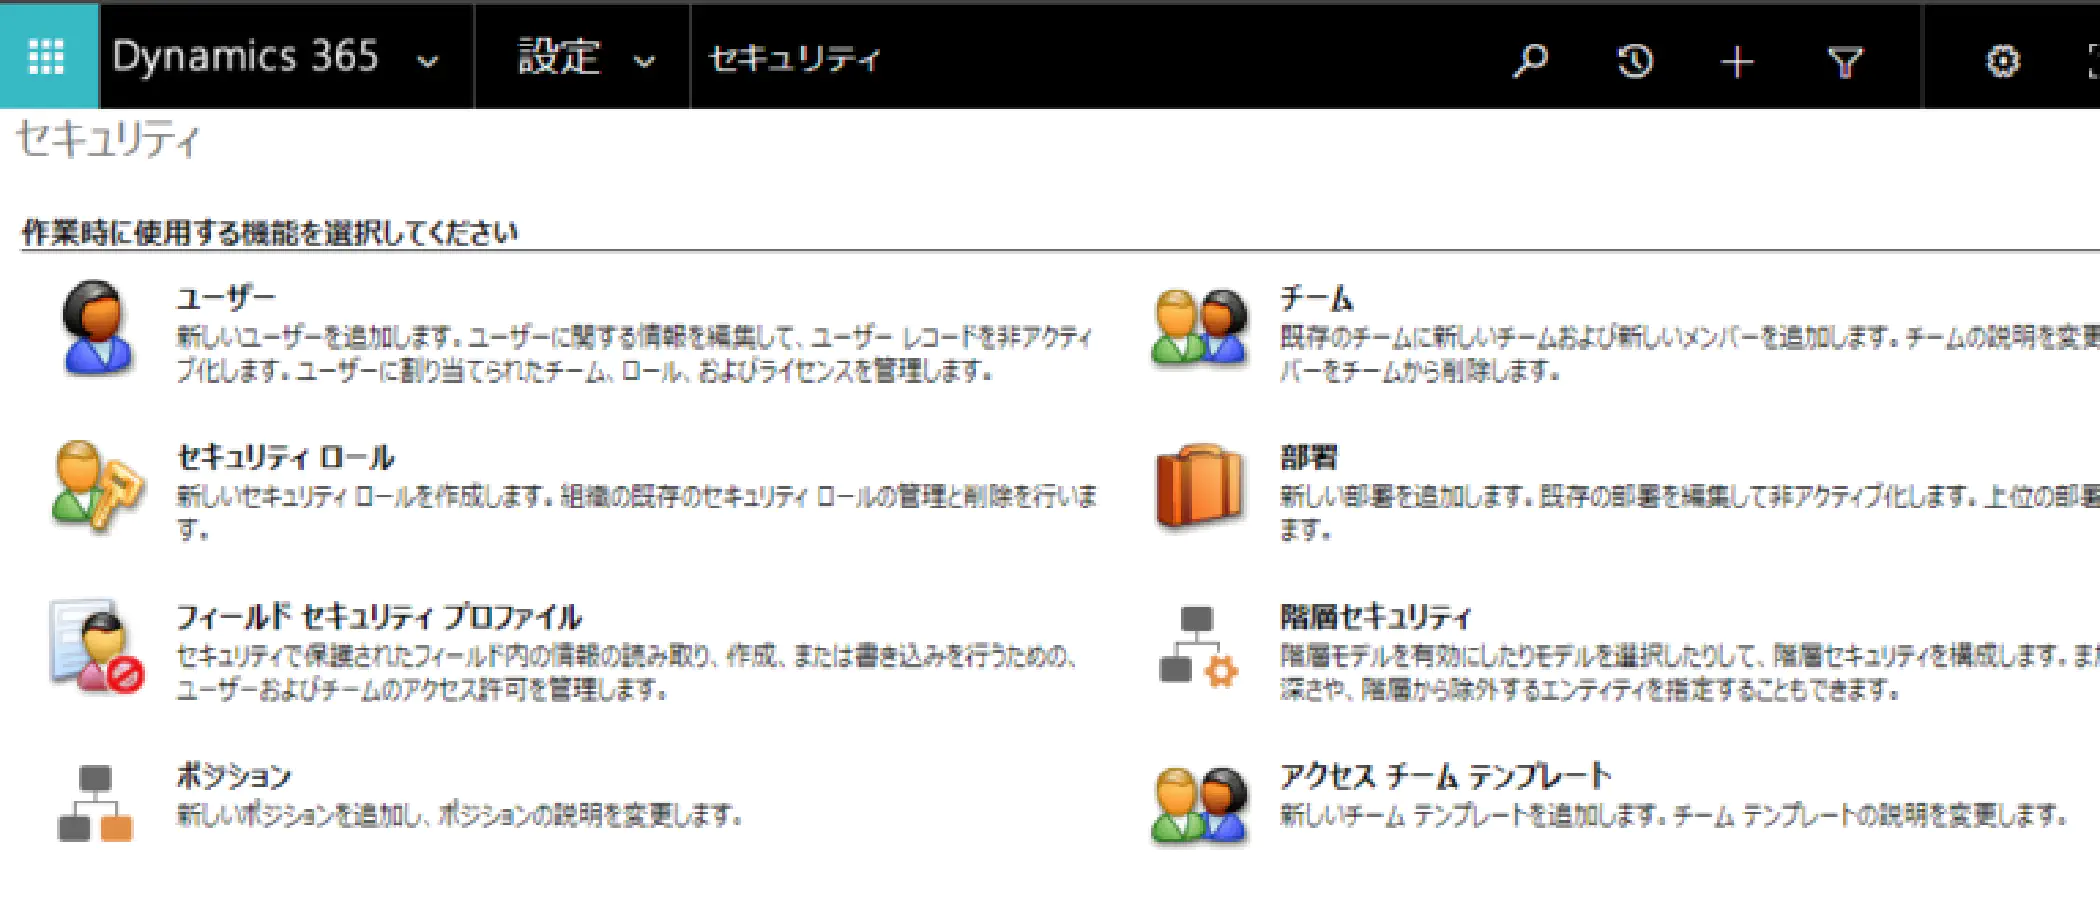 Dynamics 365 設定 セキュリティ
セキュリティ
作業時に使用する機能を選択してください
ユーザー
新しいユーザーを追加します。ユーザーに関する情報を編集して、ユーザー レコードを非アクティ
ブ化します。ユーザーに割り当てられたチーム、ロール、およびライセンスを管理します。
チーム
既存のチームに新しいチームおよび新しいメンバーを追加します。チームの説明を変更
バーをチームから削除します。
セキュリティ ロール
新しいセキュリティ ロールを作成します。組織の既存のセキュリティ ロールの管理と削除を行いま
す。
部署
新しい部署を追加します。既存の部署を編集して非アクティブ化します。上位の部署
ます。
フィールド セキュリティ プロファイル
セキュリティで保護されたフィールド内の情報の読み取り、作成、または書き込みを行うための、
ユーザーおよびチームのアクセス許可を管理します。
階層セキュリティ
階層モデルを有効にしたりモデルを選択したりして、階層セキュリティを構成します。また
深さや、階層から除外するエンティティを指定することもできます。
ポジション
新しいポジションを追加し、ポジションの説明を変更します。
アクセス チーム テンプレート
新しいチーム テンプレートを追加します。チーム テンプレートの説明を変更します。